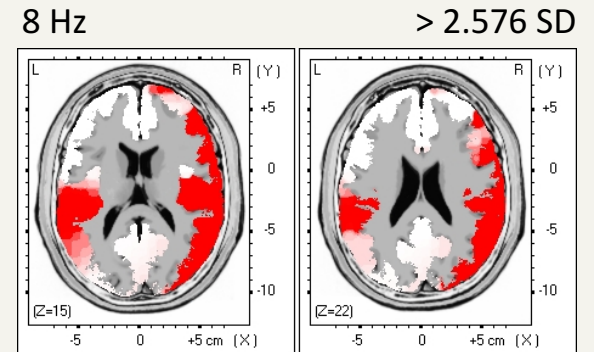 8 Hz > 2.576 SD
L R (Y) L R (Y)
+5 +5
0 0
-5 -5
-10 -10
(Z=15) (Z=22)
-5 0 +5 cm (X) -5 0 +5 cm (X)